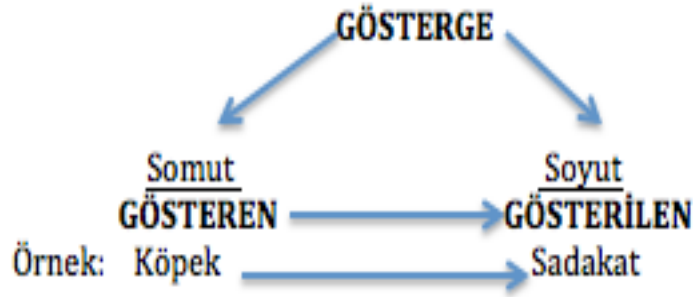 GÖSTERGE
Somut Soyut
GÖSTEREN GÖSTERİLEN
Örnek: Köpek Sadakat